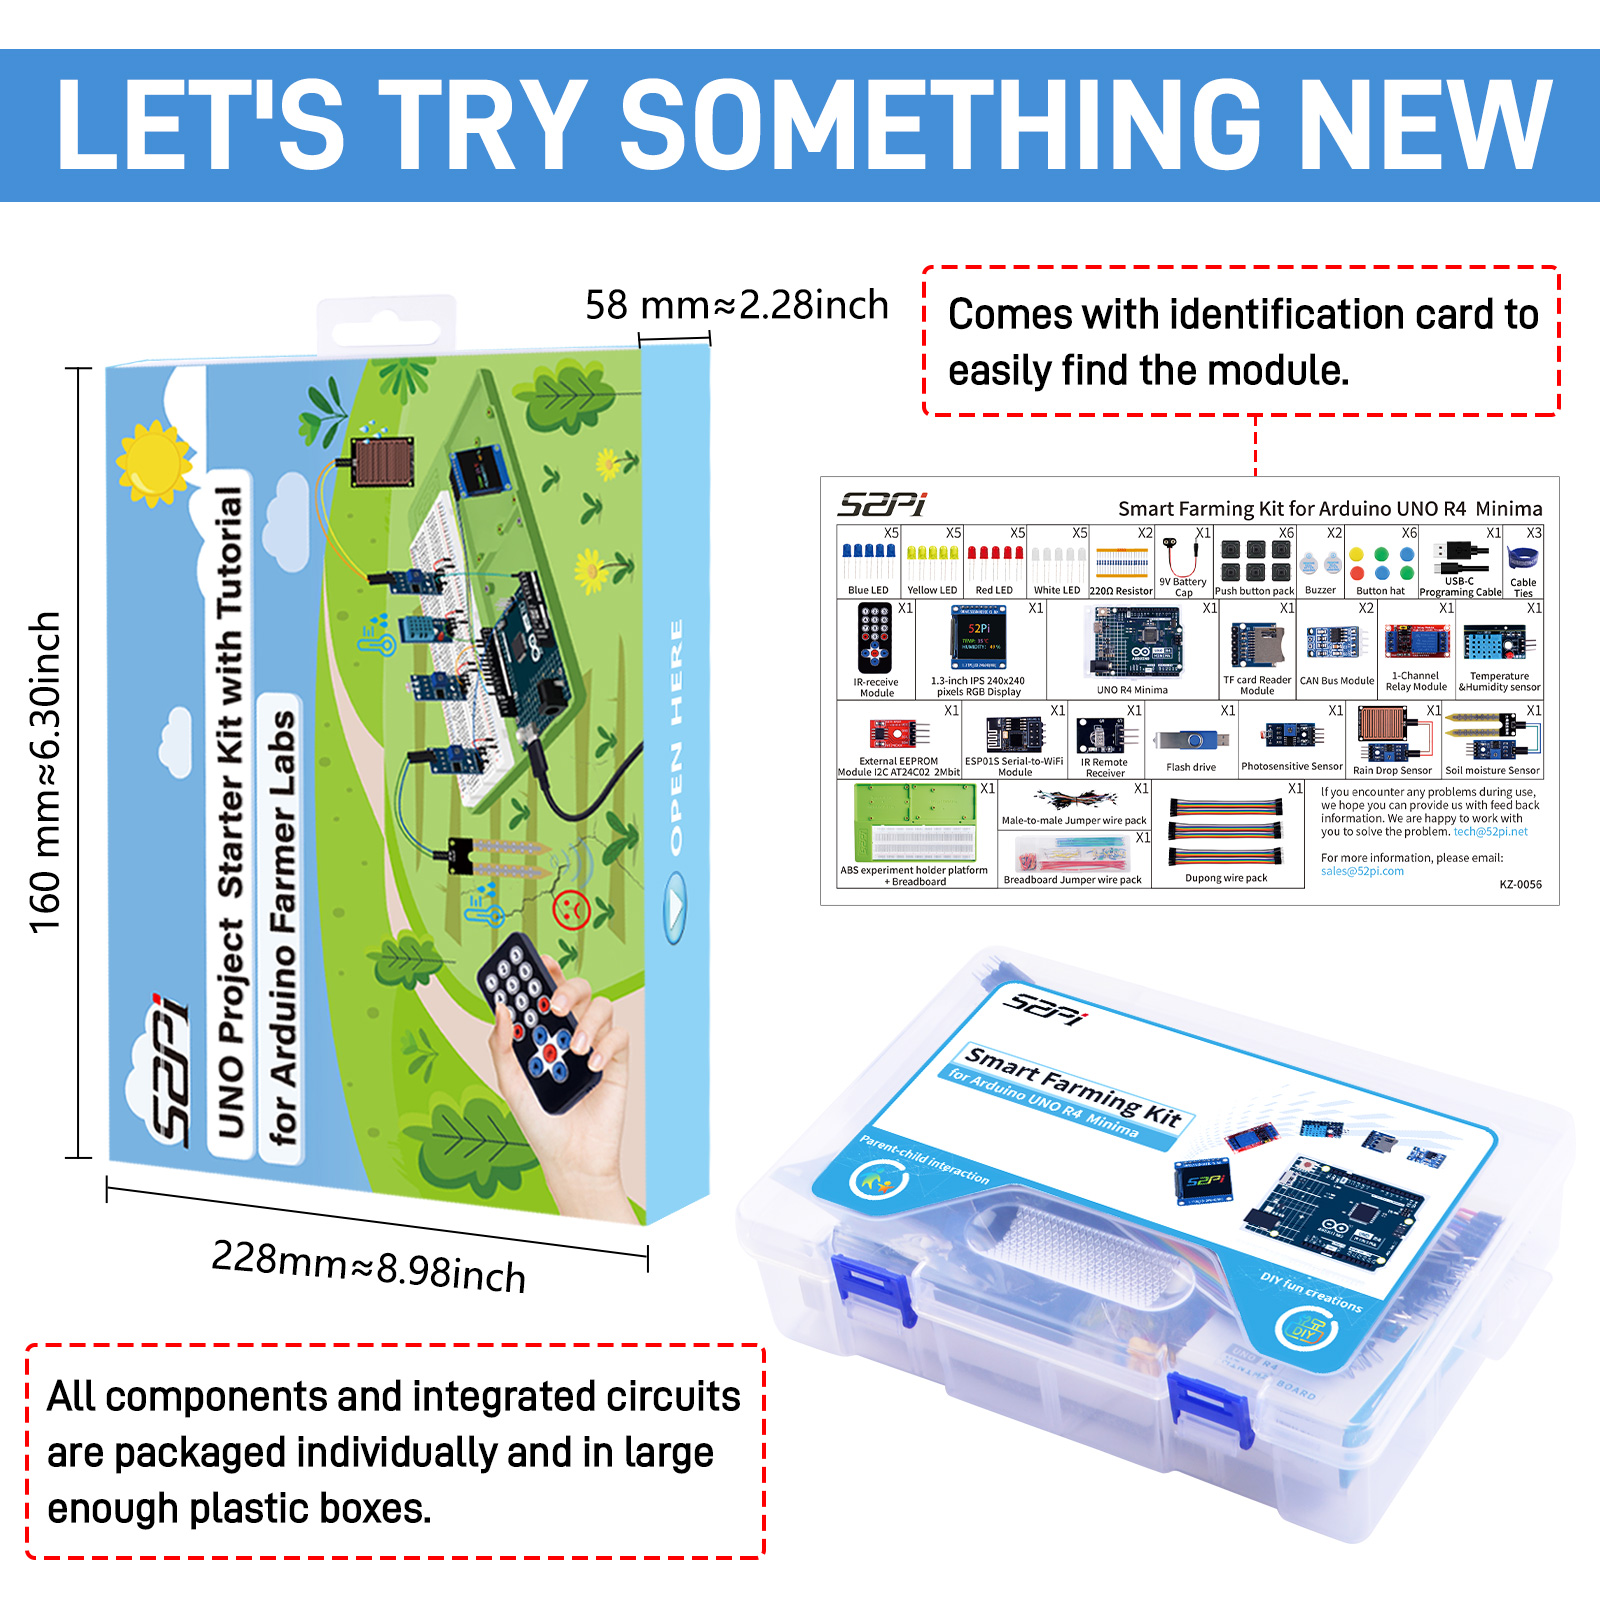 LET'S TRY SOMETHING NEW
58 mm≈2.28inch
160 mm≈6.30inch
228mm≈8.98inch
52Pi
UNO Project Starter Kit with Tutorial
for Arduino Farmer Labs
OPEN HERE
Comes with identification card to
easily find the module.
52Pi
Smart Farming Kit for Arduino UNO R4 Minima
X5 X5 X5 X5 X2 X1 X6 X2 X6 X1 X3
Blue LED
Yellow LED
Red LED
White LED
220Ω Resistor
9V Battery
Cap
Push button pack
Buzzer
Button hat
USB-C
Programing Cable
Cable
Ties
X1 X1 X1 X1 X2 X1 X1
IR-receive
Module
52Pi
1.3-inch IPS 240x240
pixels RGB Display
UNO R4 Minima
TF card Reader
Module
CAN Bus Module
1-Channel
Relay Module
Temperature
&Humidity sensor
X1 X1 X1 X1 X1 X1 X1
External EEPROM
Module I2C AT24C02 2Mbit
ESP01S Serial-to-WiFi
Module
IR Remote
Receiver
Flash drive
Photosensitive Sensor
Rain Drop Sensor
Soil moisture Sensor
X1 X1 X1
ABS experiment holder platform
+ Breadboard
Male-to-male Jumper wire pack
X1
Breadboard Jumper wire pack
Dupong wire pack
If you encounter any problems during use,
we hope you can provide us with feed back
information. We are happy to work with
you to solve the problem. tech@52pi.net
For more information, please email:
sales@52pi.com
KZ-0056
52Pi
Smart Farming Kit
for Arduino UNO R4 Minima
Parent-child interaction
52Pi
DIY fun creations
DIY
UNO R4
BOARD
All components and integrated circuits
are packaged individually and in large
enough plastic boxes.